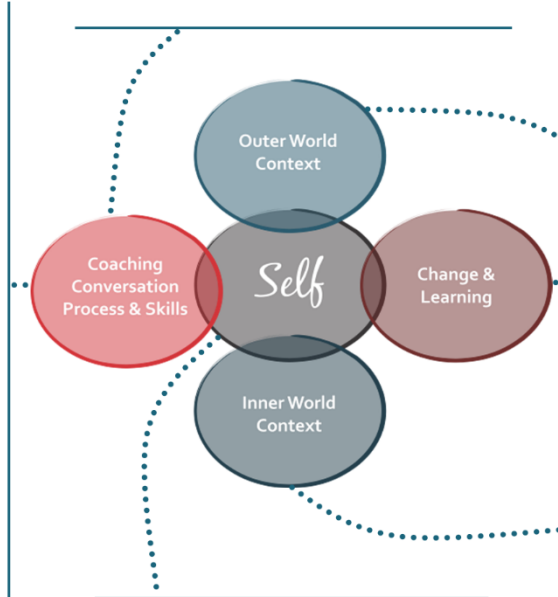 Outer World
Context
Coaching
Conversation
Process & Skills
Self
Change &
Learning
Inner World
Context